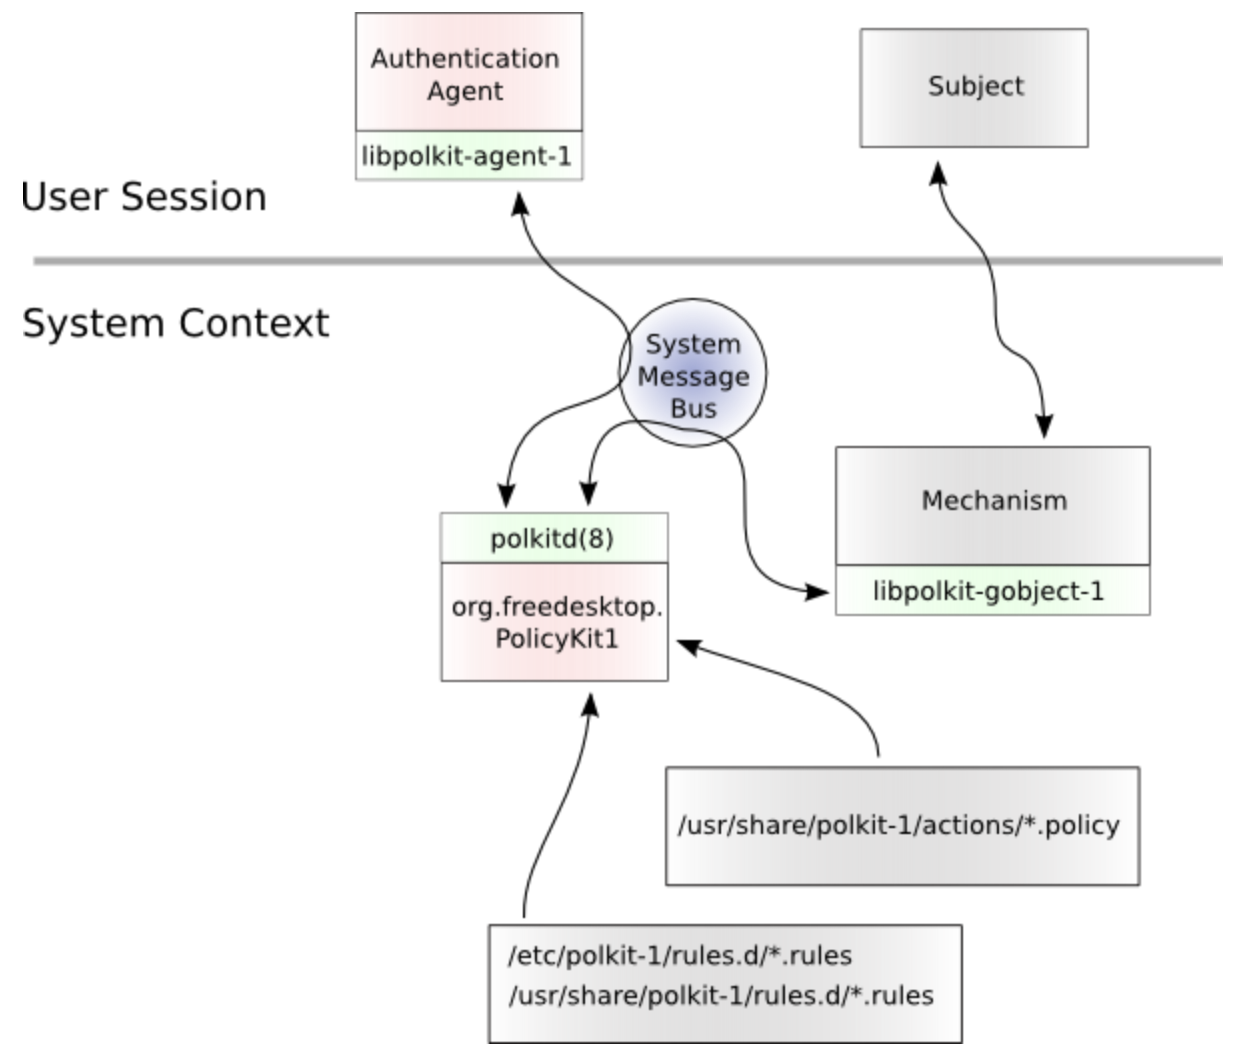 Authentication
Agent
libpolkit-agent-1
Subject
User Session
System Context
System
Message
Bus
polkitd(8)
org.freedesktop.
PolicyKit1
Mechanism
libpolkit-gobject-1
/usr/share/polkit-1/actions/*.policy
/etc/polkit-1/rules.d/*.rules
/usr/share/polkit-1/rules.d/*.rules